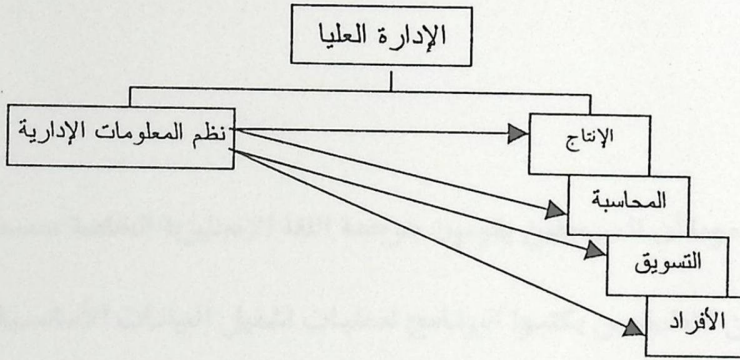 الإدارة العليا
نظم المعلومات الإدارية
الإنتاج
المحاسبة
التسويق
الأفراد